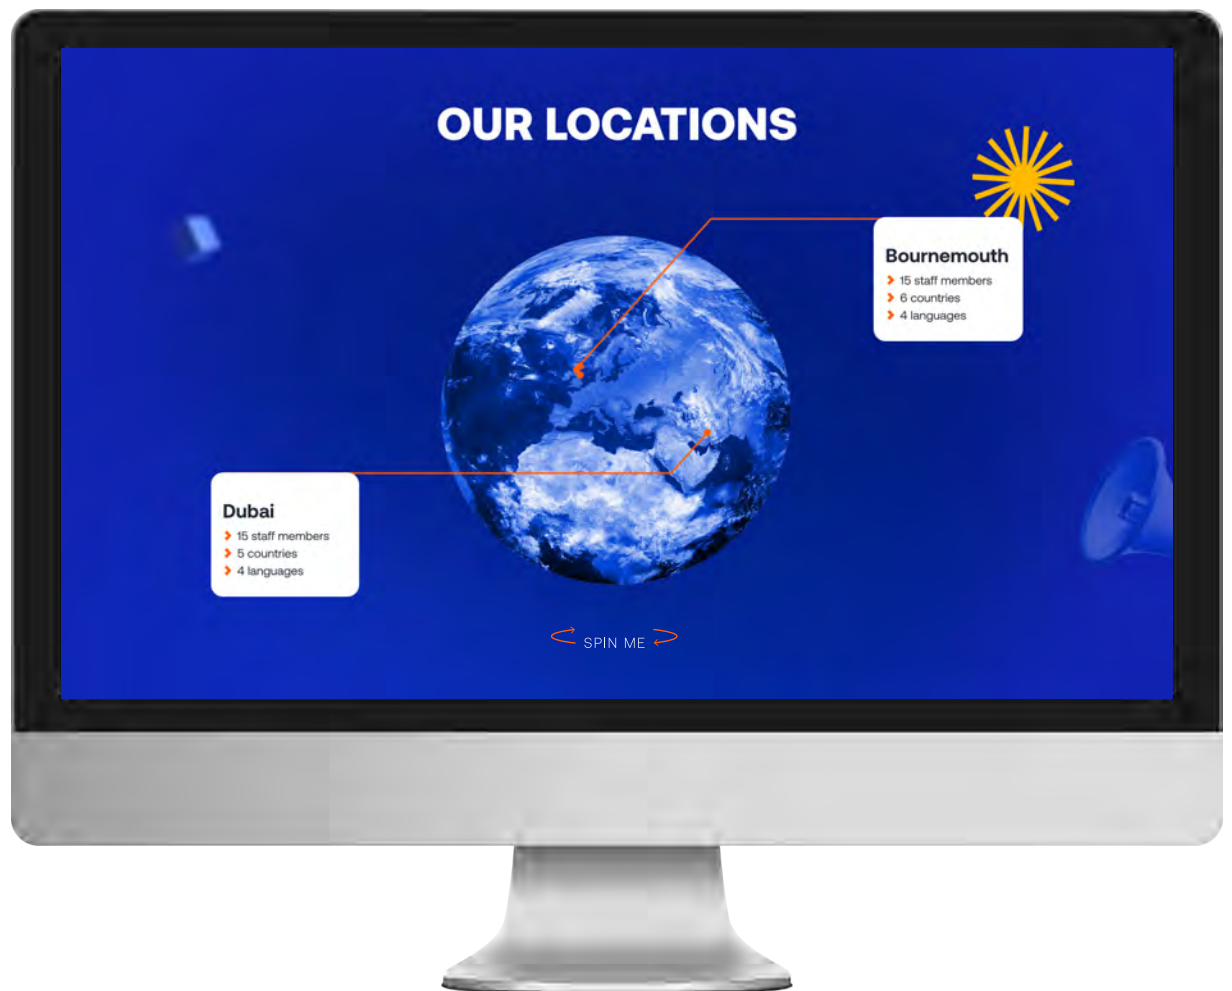 OUR LOCATIONS
Bournemouth
15 staff members
6 countries
4 languages
Dubai
15 staff members
5 countries
4 languages
SPIN ME